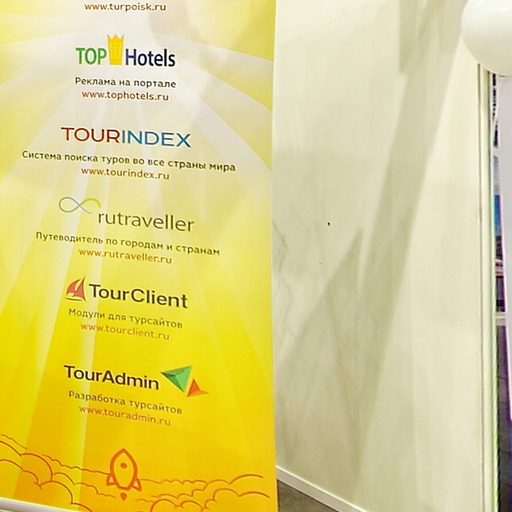 www.turpoisk.ru
TOP Hotels
Реклама на портале
www.tophotels.ru
TOURINDEX
Система поиска туров во все страны мира
www.tourindex.ru
rutraveller
Путеводитель по городам и странам
www.rutraveller.ru
TourClient
Модули для турсайтов
www.tourclient.ru
TourAdmin
Разработка турсайтов
www.touradmin.ru